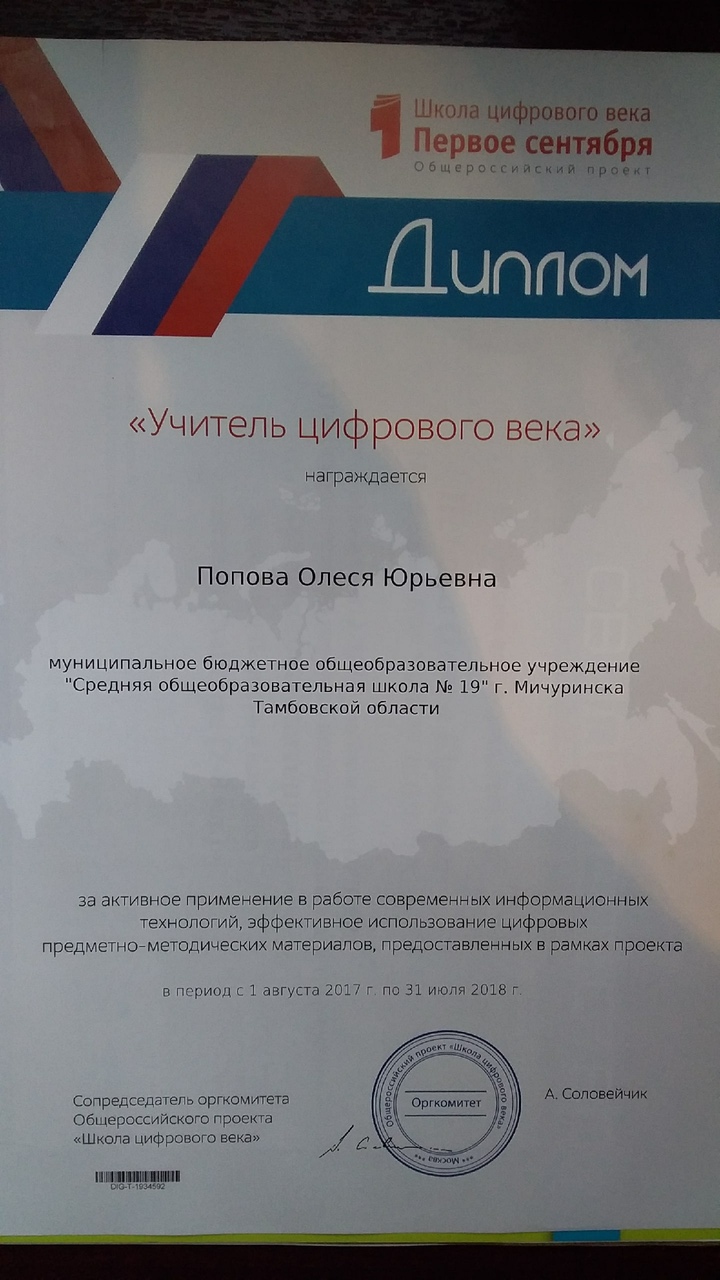 Школа цифрового века
Первое сентября
Общероссийский проект
Диплом
«Учитель цифрового века»
награждается
Попова Олеся Юрьевна
муниципальное бюджетное общеобразовательное учреждение
"Средняя общеобразовательная школа № 19" г. Мичуринска
Тамбовской области
за активное применение в работе современных информационных
технологий, эффективное использование цифровых
предметно-методических материалов, предоставленных в рамках проекта
в период с 1 августа 2017 г. по 31 июля 2018 г.
Сопредседатель оргкомитета
Общероссийского проекта
«Школа цифрового века»
Общероссийский проект «Школа цифрового века»
Оргкомитет
*** Москва ***
А. Соловейчик
DIG-T-1934592